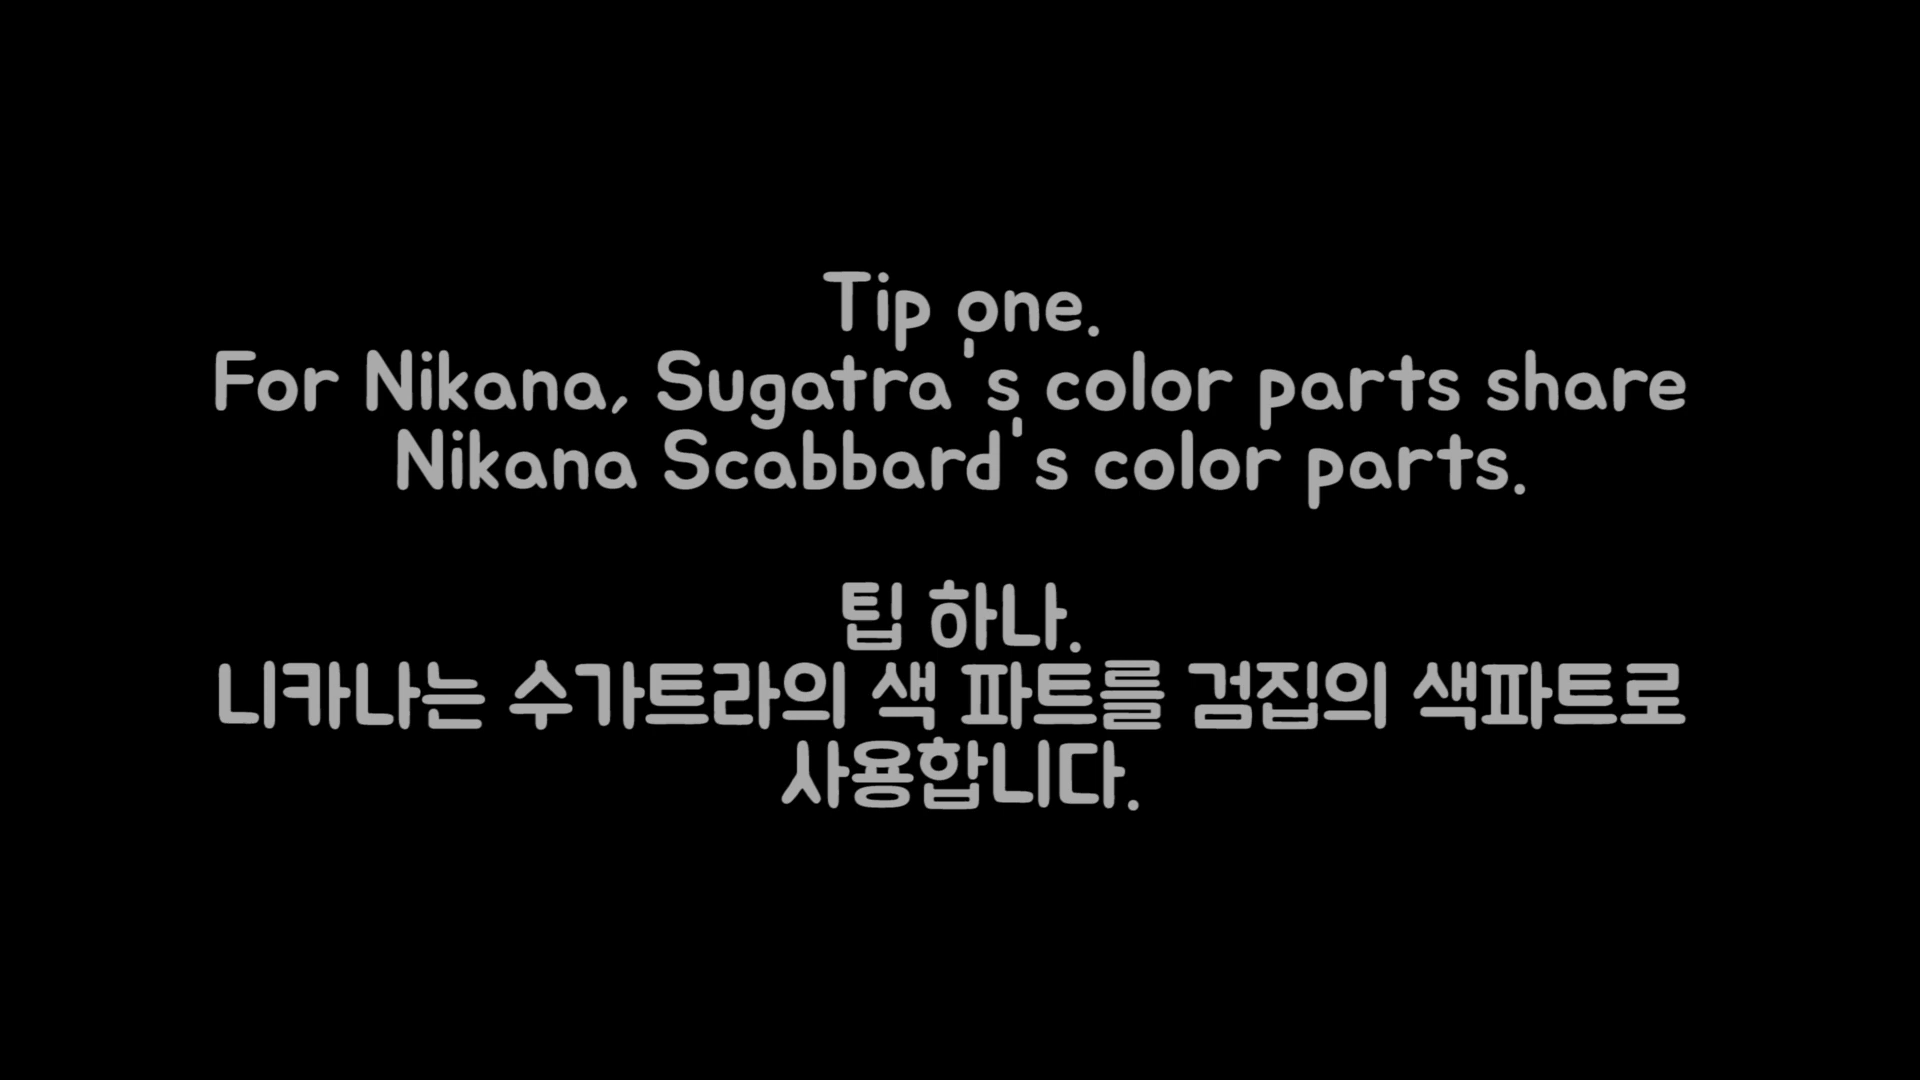 Tip one.
For Nikana, Sugatra's color parts share
Nikana Scabbard's color parts.
팁 하나.
니카나는 수가트라의 색 파트를 검집의 색파트로
사용합니다.